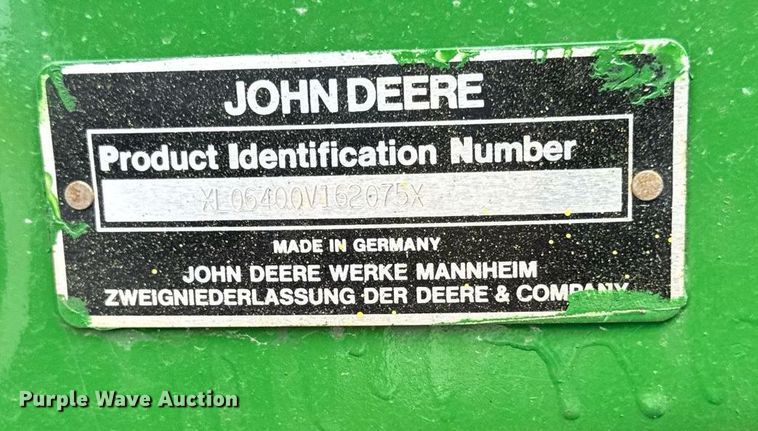 JOHN DEERE
Product Identification Number
XL06400V162075X
MADE IN GERMANY
JOHN DEERE WERKE MANNHEIM
ZWEIGNIEDERLASSUNG DER DEERE & COMPANY
Purple Wave Auction